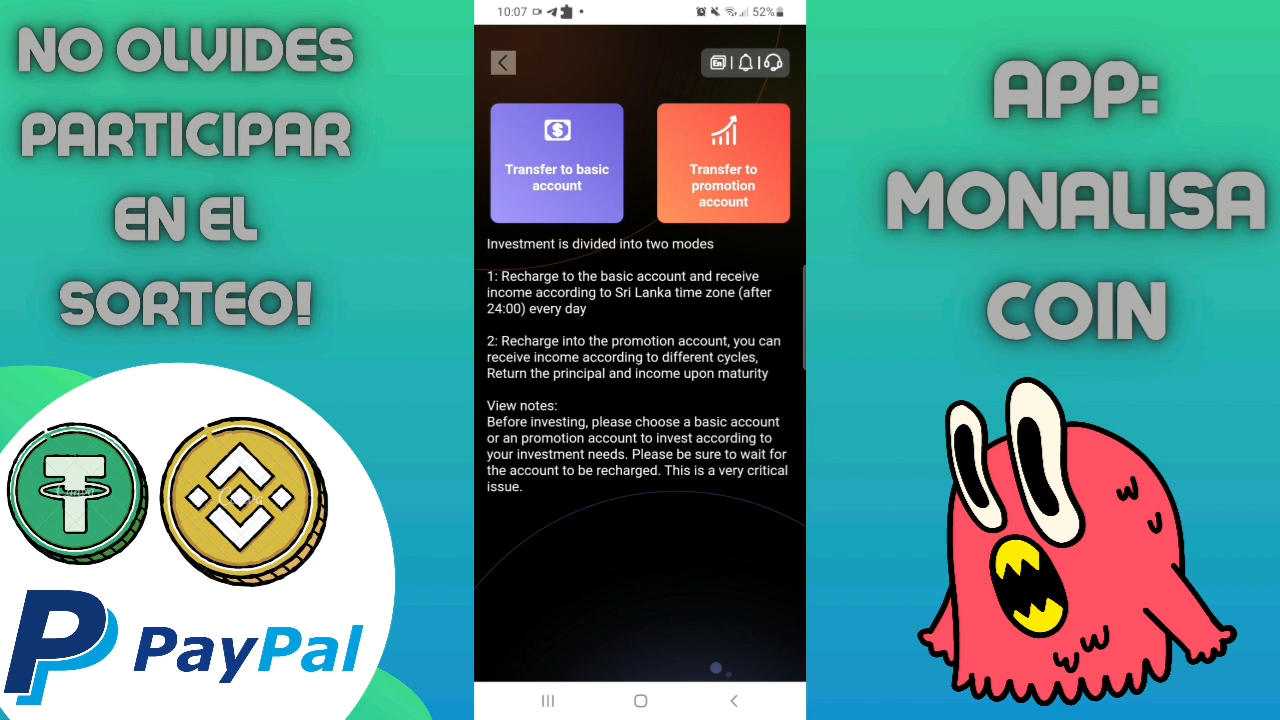 NO OLVIDES
PARTICIPAR
EN EL
SORTEO!
PayPal
10:07
52%
En
Transfer to basic
account
Transfer to
promotion
account
Investment is divided into two modes
1: Recharge to the basic account and receive
income according to Sri Lanka time zone (after
24:00) every day
2: Recharge into the promotion account, you can
receive income according to different cycles,
Return the principal and income upon maturity
View notes:
Before investing, please choose a basic account
or an promotion account to invest according to
your investment needs. Please be sure to wait for
the account to be recharged. This is a very critical
issue.
APP:
MONALISA
COIN